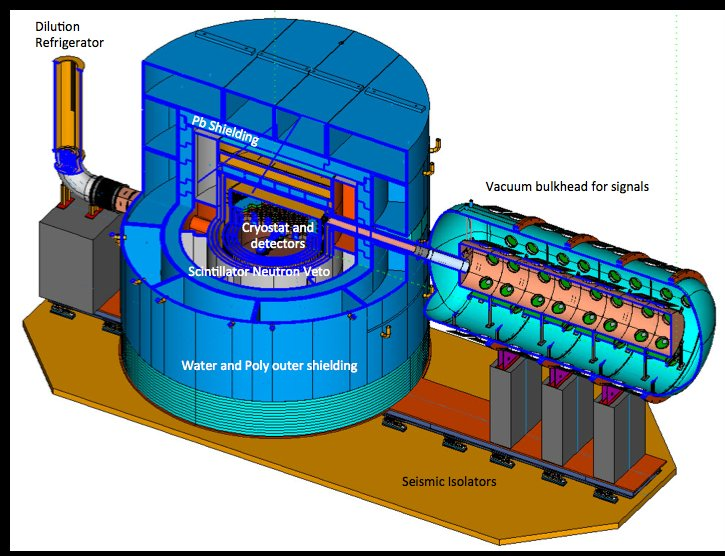 Dilution
Refrigerator
Pb Shielding
Vacuum bulkhead for signals
Cryostat and
detectors
Scintillator Neutron Veto
Water and Poly outer shielding
Seismic Isolators